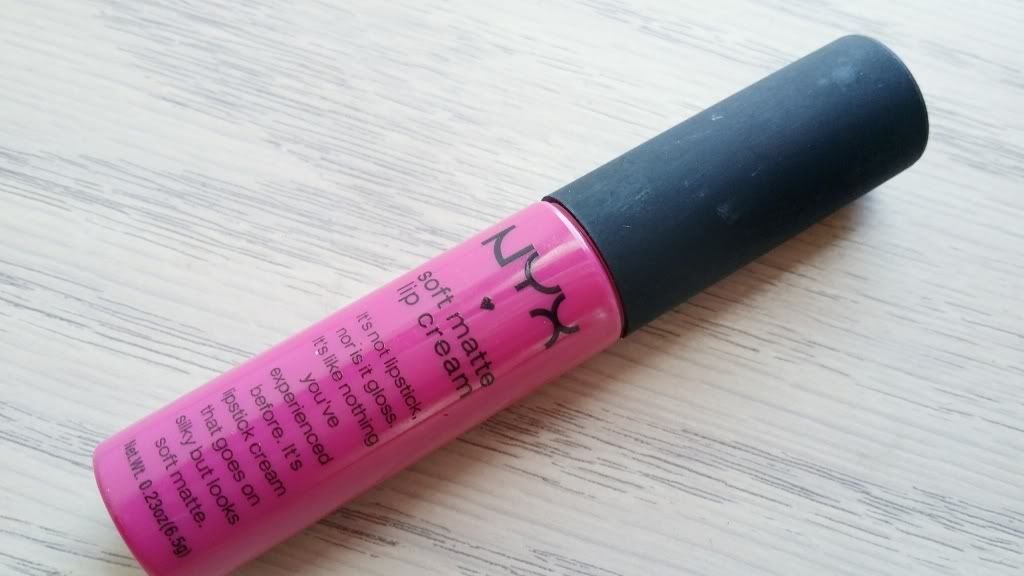 NYX
soft matte
lip cream
It's not lipstick,
nor is it gloss,
it's like nothing
you've
experienced
before. It's
lipstick cream
that goes on
silky but looks
soft matte.
Net.Wt. 0.23oz(6.5g)